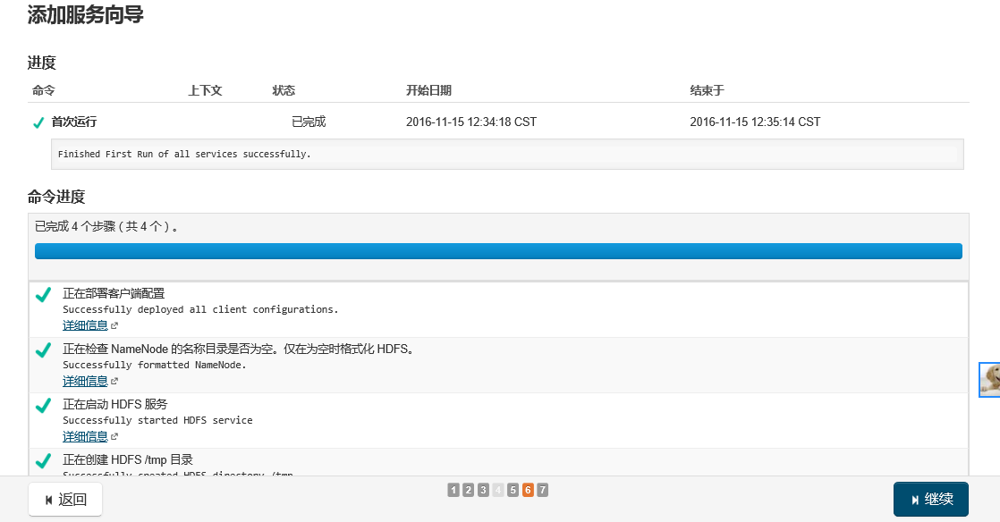 添加服务向导
进度
命令 上下文 状态 开始日期 结束于
首次运行 已完成 2016-11-15 12:34:18 CST 2016-11-15 12:35:14 CST
Finished First Run of all services successfully.
命令进度
已完成 4 个步骤 ( 共 4 个 ) 。
正在部署客户端配置
Successfully deployed all client configurations.
详细信息
正在检查 NameNode 的名称目录是否为空。仅在为空时格式化 HDFS。
Successfully formatted NameNode.
详细信息
正在启动 HDFS 服务
Successfully started HDFS service
详细信息
正在创建 HDFS /tmp 目录
Successfully created HDFS directory /tmp
返回 1 2 3 4 5 6 7 继续